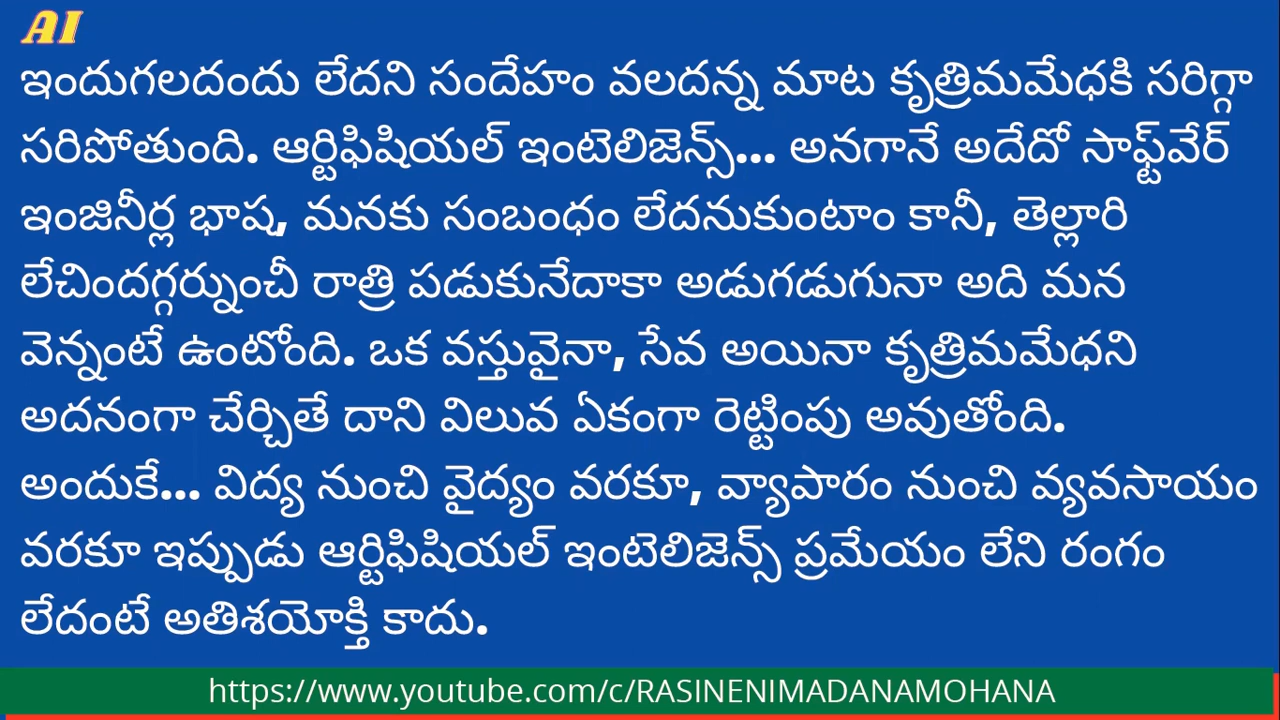 AI
ఇందుగలదందు లేదని సందేహం వలదన్న మాట కృత్రిమమేధకి సరిగ్గా
సరిపోతుంది. ఆర్టిఫిషియల్ ఇంటెలిజెన్స్... అనగానే అదేదో సాఫ్ట్‌వేర్
ఇంజినీర్ల భాష, మనకు సంబంధం లేదనుకుంటాం కానీ, తెల్లారి
లేచిందగ్గర్నుంచీ రాత్రి పడుకునేదాకా అడుగడుగునా అది మన
వెన్నంటే ఉంటోంది. ఒక వస్తువైనా, సేవ అయినా కృత్రిమమేధని
అదనంగా చేర్చితే దాని విలువ ఏకంగా రెట్టింపు అవుతోంది.
అందుకే... విద్య నుంచి వైద్యం వరకూ, వ్యాపారం నుంచి వ్యవసాయం
వరకూ ఇప్పుడు ఆర్టిఫిషియల్ ఇంటెలిజెన్స్ ప్రమేయం లేని రంగం
లేదంటే అతిశయోక్తి కాదు.
https://www.youtube.com/c/RASINENIMADANAMOHANA